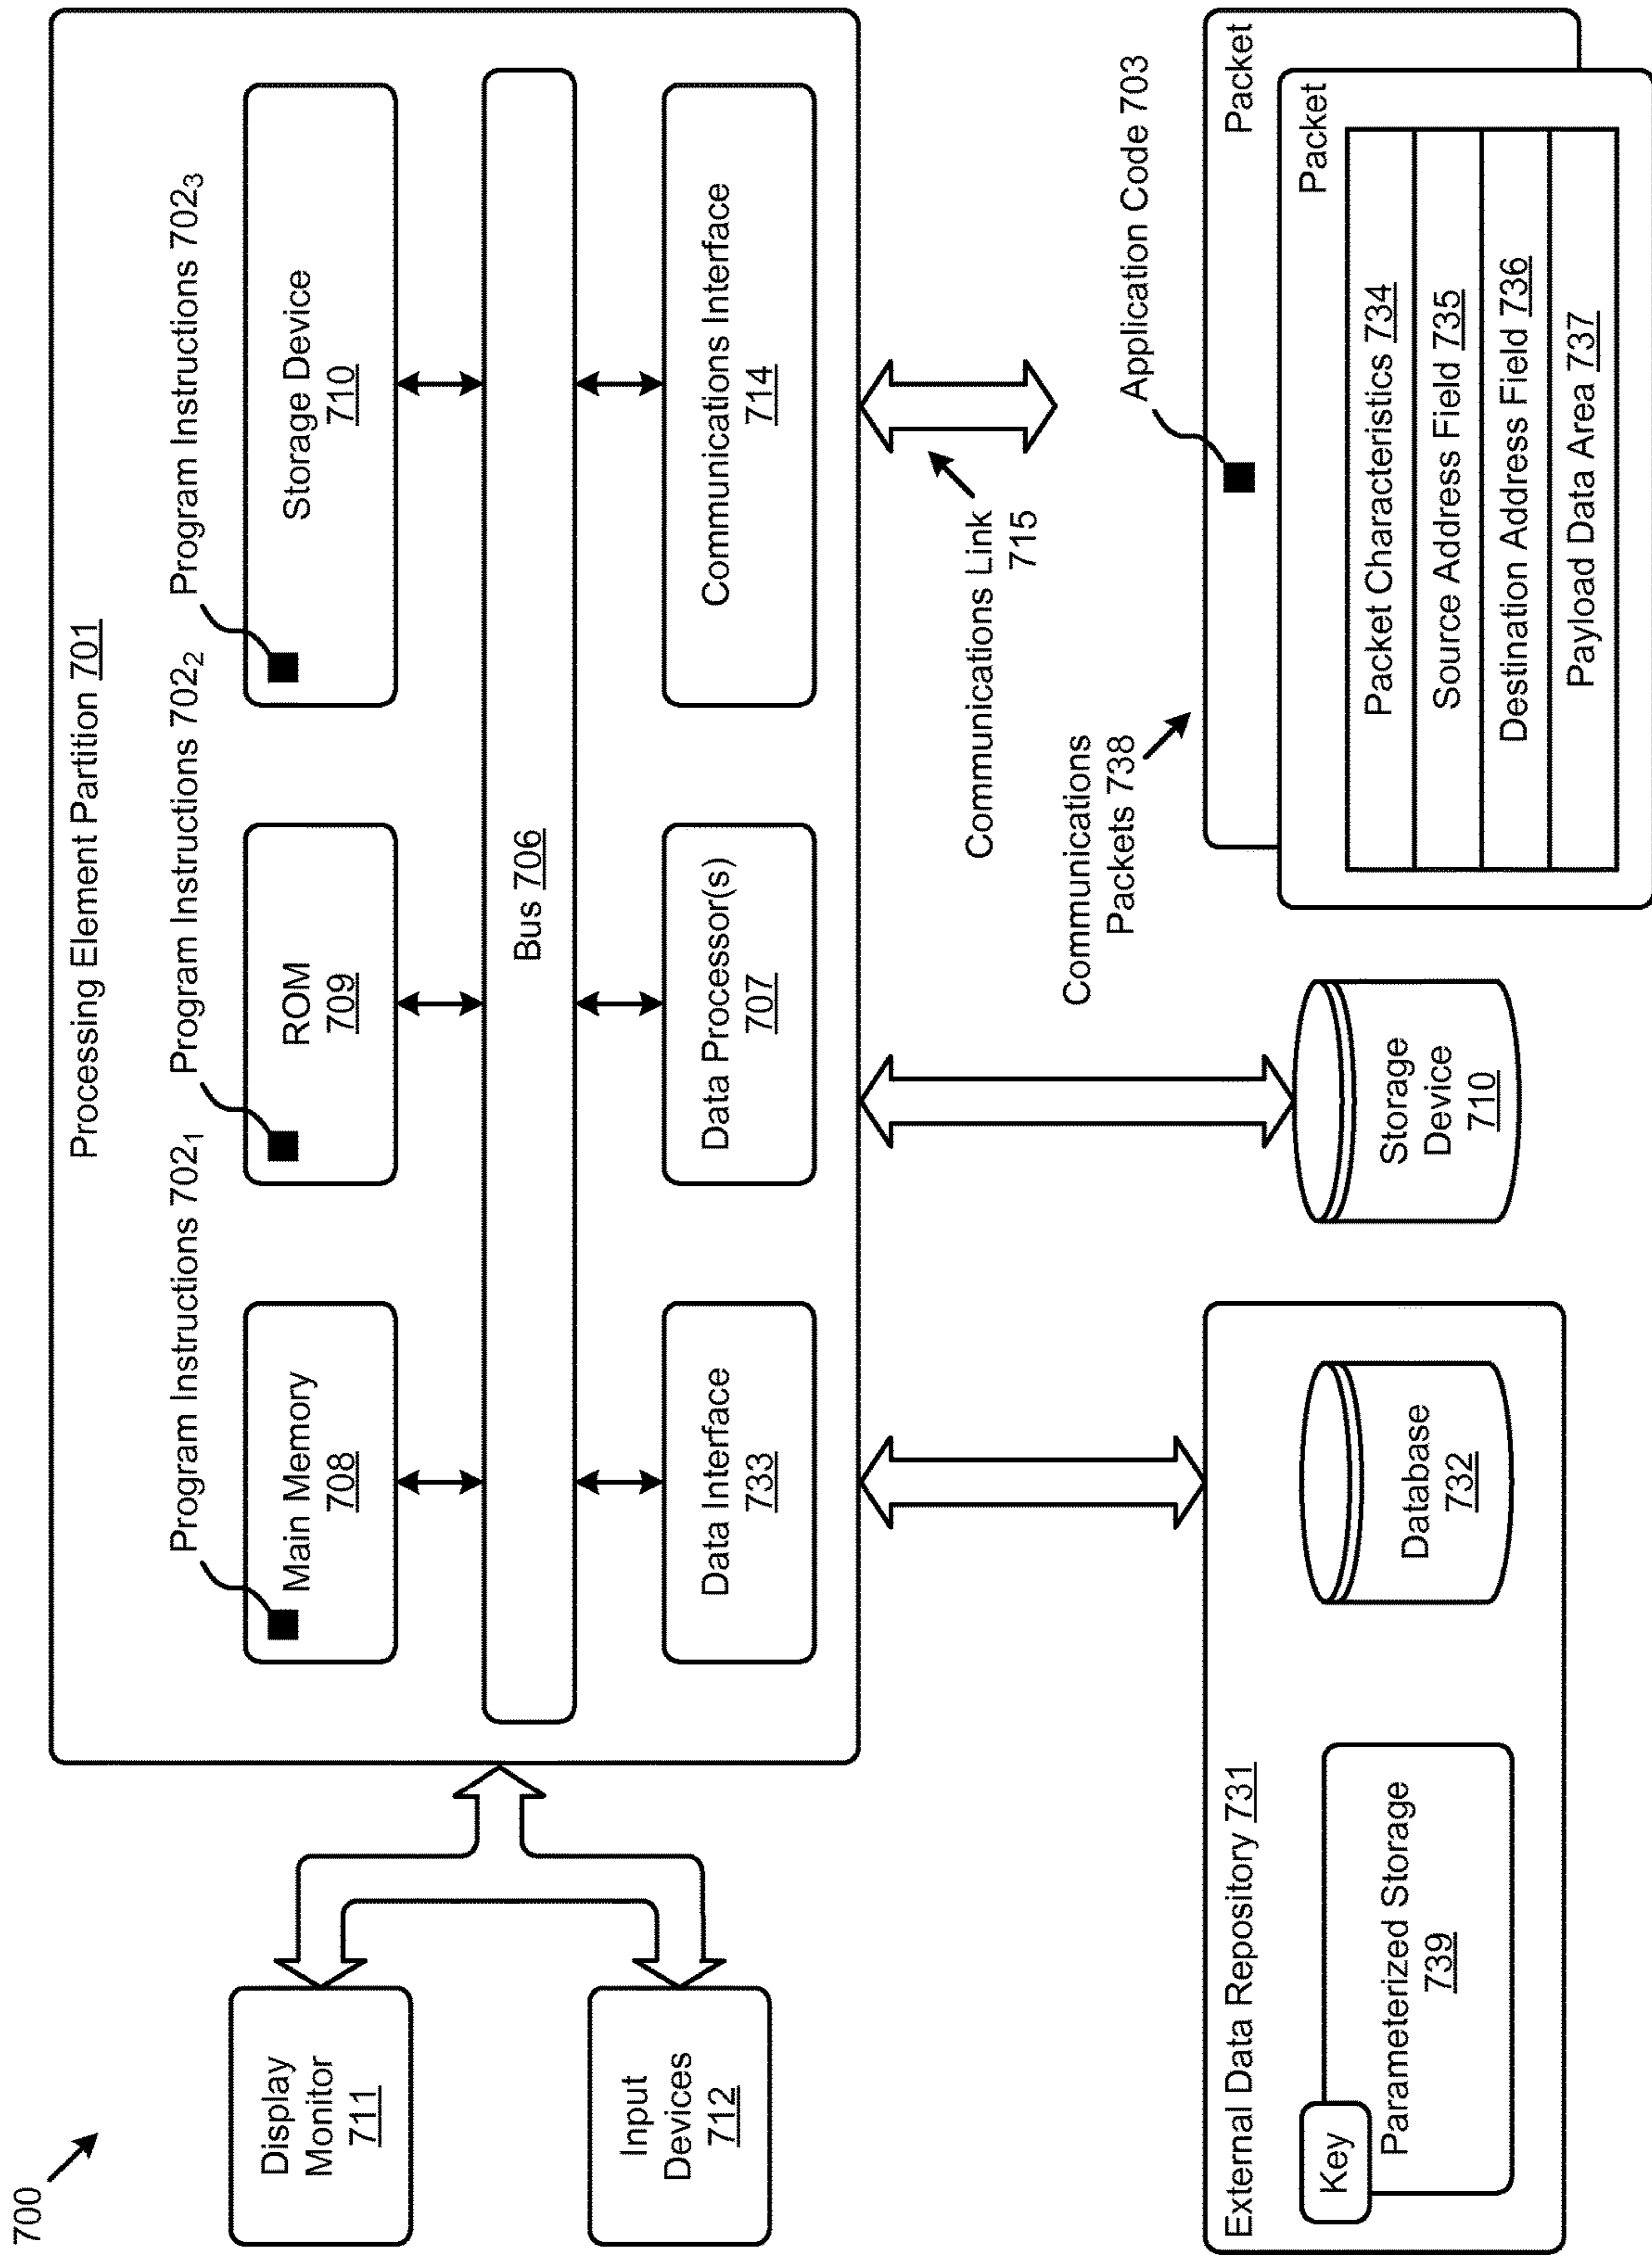 700
Processing Element Partition 701
Program Instructions 702₁
Program Instructions 702₂
Program Instructions 702₃
Display
Monitor
711
Input
Devices
712
Main Memory
708
ROM
709
Storage Device
710
Bus 706
Data Interface
733
Data Processor(s)
707
Communications Interface
714
Communications Link
715
External Data Repository 731
Key
Parameterized Storage
739
Database
732
Storage
Device
710
Communications
Packets 738
Application Code 703
Packet
Packet
Packet Characteristics 734
Source Address Field 735
Destination Address Field 736
Payload Data Area 737